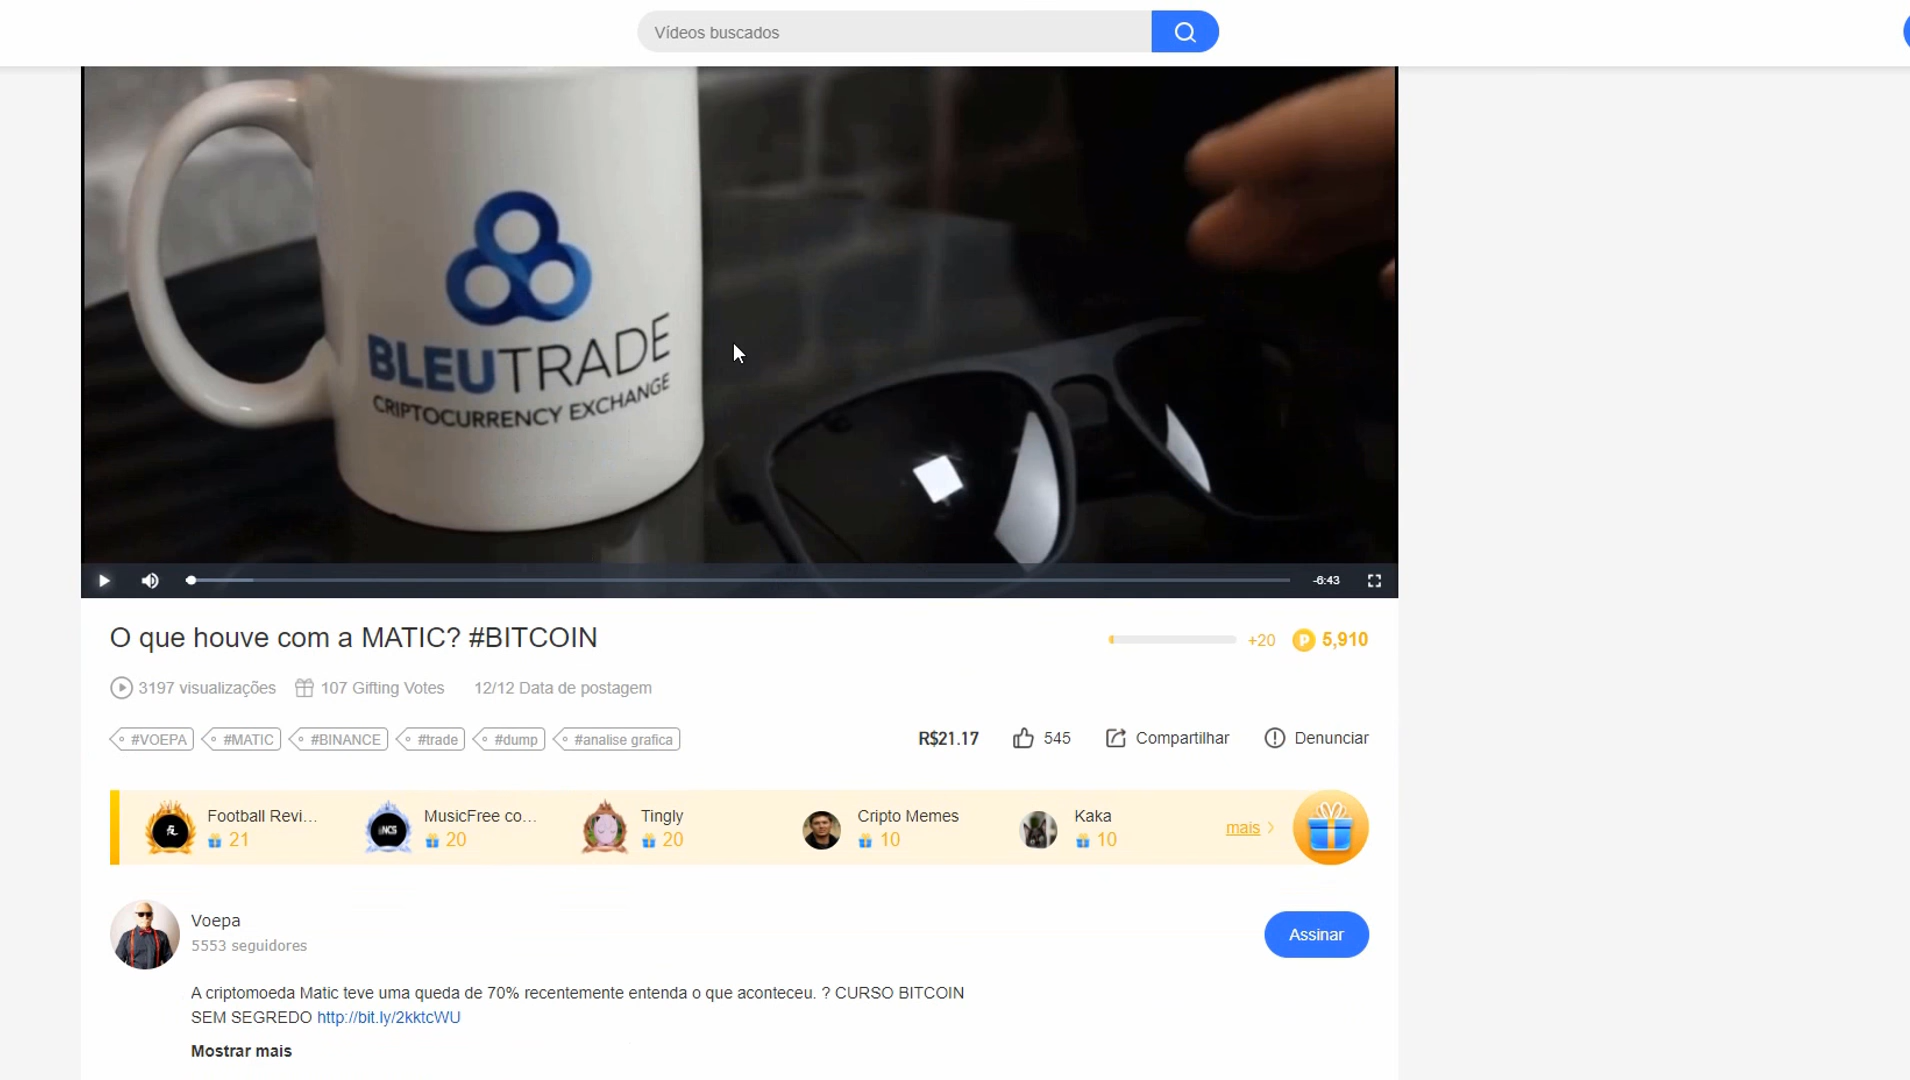 Vídeos buscados
BLEUTRADE
CRIPTOCURRENCY EXCHANGE
-6:43
O que houve com a MATIC? #BITCOIN
+20 P 5,910
3197 visualizações 107 Gifting Votes 12/12 Data de postagem
#VOEPA #MATIC #BINANCE #trade #dump #analise grafica R$21.17 545 Compartilhar Denunciar
Football Revi... MusicFree co... Tingly Cripto Memes Kaka
21 20 20 10 10 mais
NCS
Voepa
5553 seguidores
Assinar
A criptomoeda Matic teve uma queda de 70% recentemente entenda o que aconteceu. ? CURSO BITCOIN
SEM SEGREDO http://bit.ly/2kktcWU
Mostrar mais